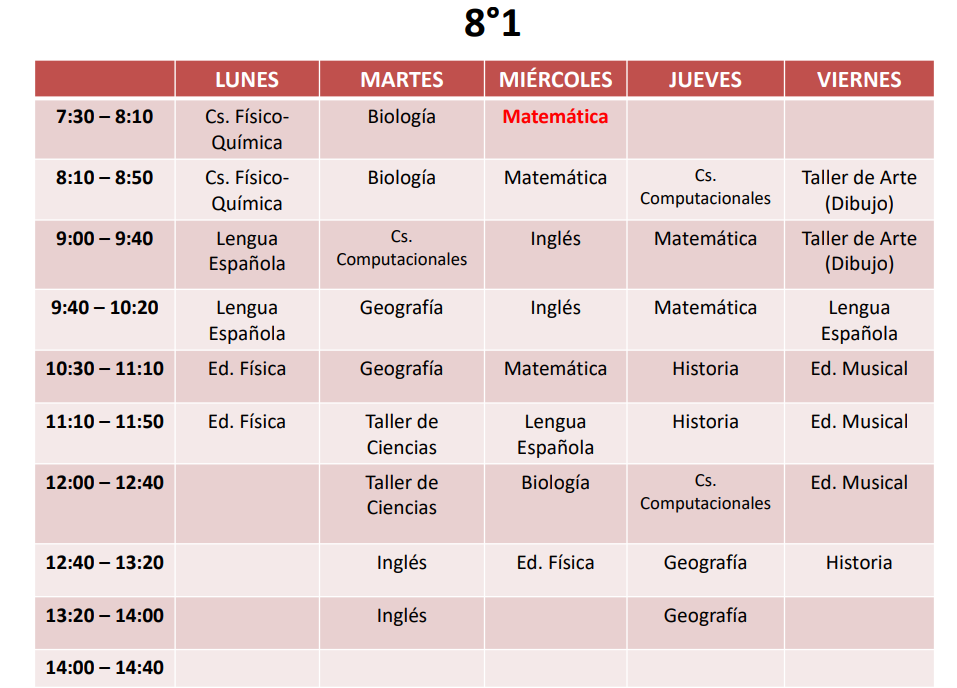 8°1
LUNES MARTES MIÉRCOLES JUEVES VIERNES
7:30 – 8:10 Cs. Físico- Biología Matemática
Química
8:10 – 8:50 Cs. Físico- Biología Matemática Cs. Taller de Arte
Química Computacionales (Dibujo)
9:00 – 9:40 Lengua Cs. Inglés Matemática Taller de Arte
Española Computacionales (Dibujo)
9:40 – 10:20 Lengua Geografía Inglés Matemática Lengua
Española Española
10:30 – 11:10 Ed. Física Geografía Matemática Historia Ed. Musical
11:10 – 11:50 Ed. Física Taller de Lengua Historia Ed. Musical
Ciencias Española
12:00 – 12:40 Taller de Biología Cs. Ed. Musical
Ciencias Computacionales
12:40 – 13:20 Inglés Ed. Física Geografía Historia
13:20 – 14:00 Inglés Geografía
14:00 – 14:40